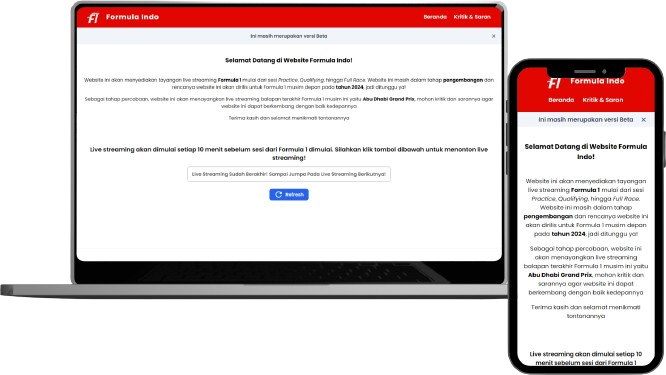 Formula Indo
Beranda Kritik & Saran
Ini masih merupakan versi Beta ×
Selamat Datang di Website Formula Indo!
Website ini akan menyediakan tayangan live streaming Formula 1 mulai dari sesi Practice, Qualifying, hingga Full Race. Website ini masih dalam tahap pengembangan dan
rencananya website ini akan dirilis untuk Formula 1 musim depan pada tahun 2024, jadi ditunggu ya!
Sebagai tahap percobaan, website ini akan menayangkan live streaming balapan terakhir Formula 1 musim ini yaitu Abu Dhabi Grand Prix, mohon kritik dan sarannya agar
website ini dapat berkembang dengan baik kedepannya
Terima kasih dan selamat menikmati tontonannya
Live streaming akan dimulai setiap 10 menit sebelum sesi dari Formula 1 dimulai. Silahkan klik tombol dibawah untuk menonton live
streaming!
Live Streaming Sudah Berakhir! Sampai Jumpa Pada Live Streaming Berikutnya!
Refresh
Formula Indo
Beranda Kritik & Saran
Ini masih merupakan versi Beta ×
Selamat Datang di Website Formula
Indo!
Website ini akan menyediakan tayangan
live streaming Formula 1 mulai dari sesi
Practice, Qualifying, hingga Full Race.
Website ini masih dalam tahap
pengembangan dan rencananya website ini
akan dirilis untuk Formula 1 musim depan
pada tahun 2024, jadi ditunggu ya!
Sebagai tahap percobaan, website ini
akan menayangkan live streaming
balapan terakhir Formula 1 musim ini yaitu
Abu Dhabi Grand Prix, mohon kritik dan
sarannya agar website ini dapat
berkembang dengan baik kedepannya
Terima kasih dan selamat menikmati
tontonannya
Live streaming akan dimulai setiap 10
menit sebelum sesi dari Formula 1